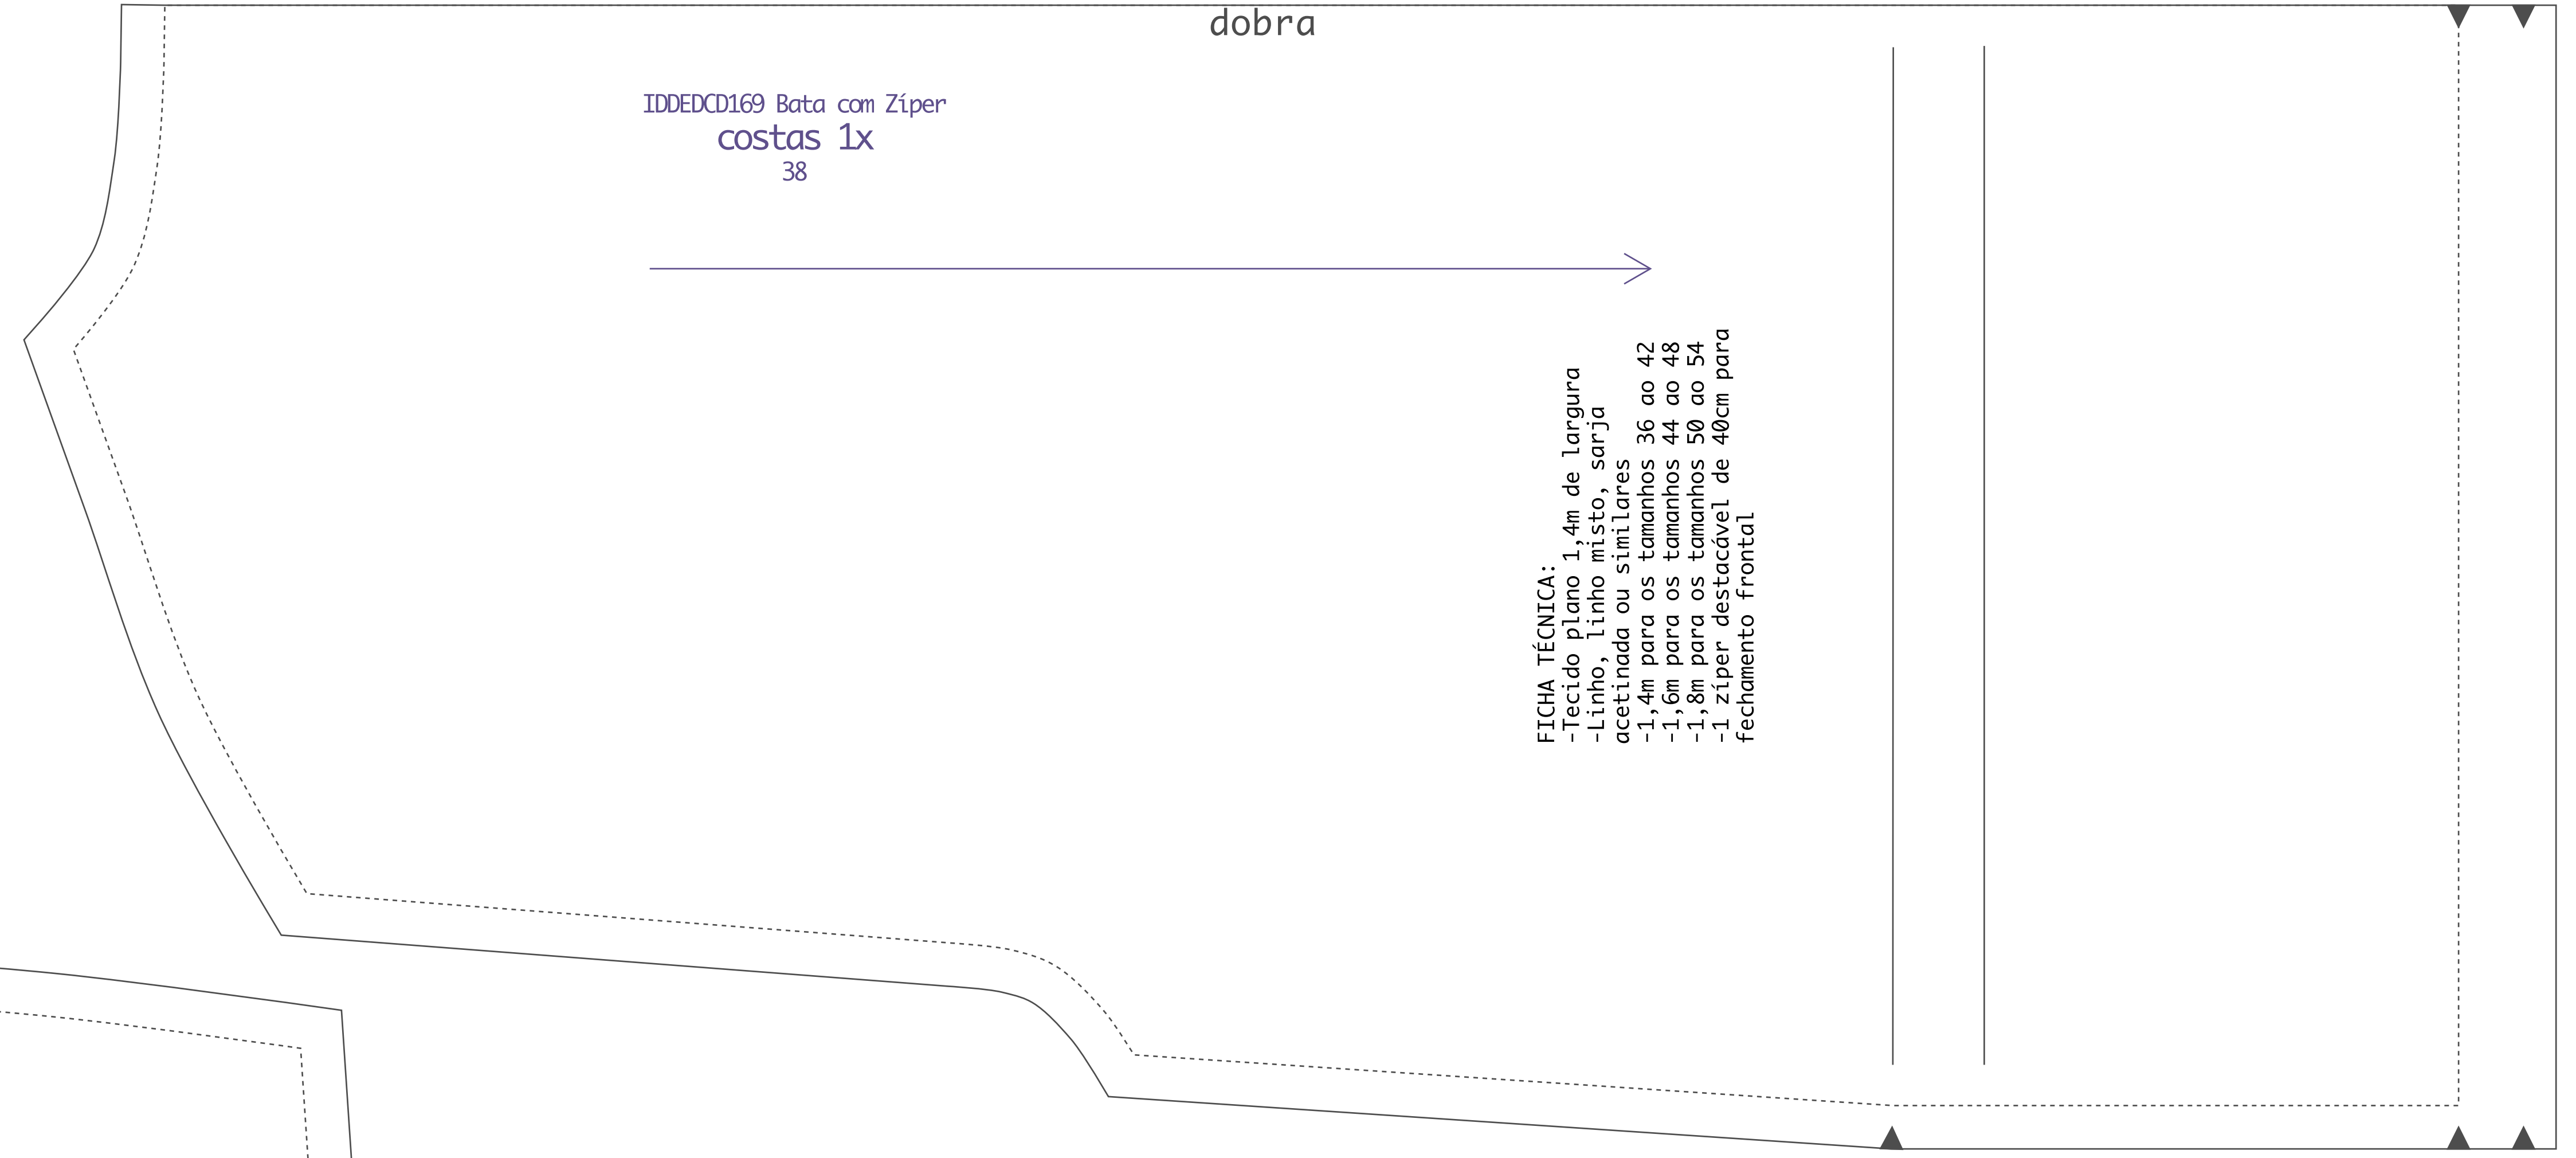 dobra
IDDEDCD169 Bata com Zíper
costas 1x
38
FICHA TÉCNICA:
-Tecido plano 1,4m de largura
-Linho, linho misto, sarja
acetinada ou similares
-1,4m para os tamanhos 36 ao 42
-1,6m para os tamanhos 44 ao 48
-1,8m para os tamanhos 50 ao 54
-1 zíper destacável de 40cm para
fechamento frontal